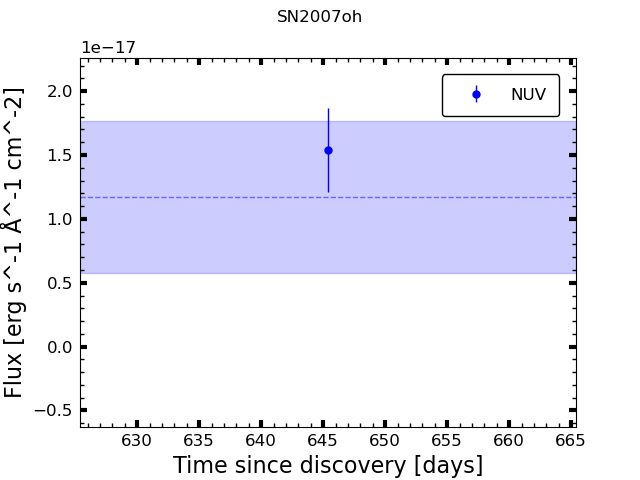 SN2007oh
1e−17
NUV
2.0
1.5
1.0
0.5
0.0
−0.5
Flux [erg s^-1 Å^-1 cm^-2]
630 635 640 645 650 655 660 665
Time since discovery [days]